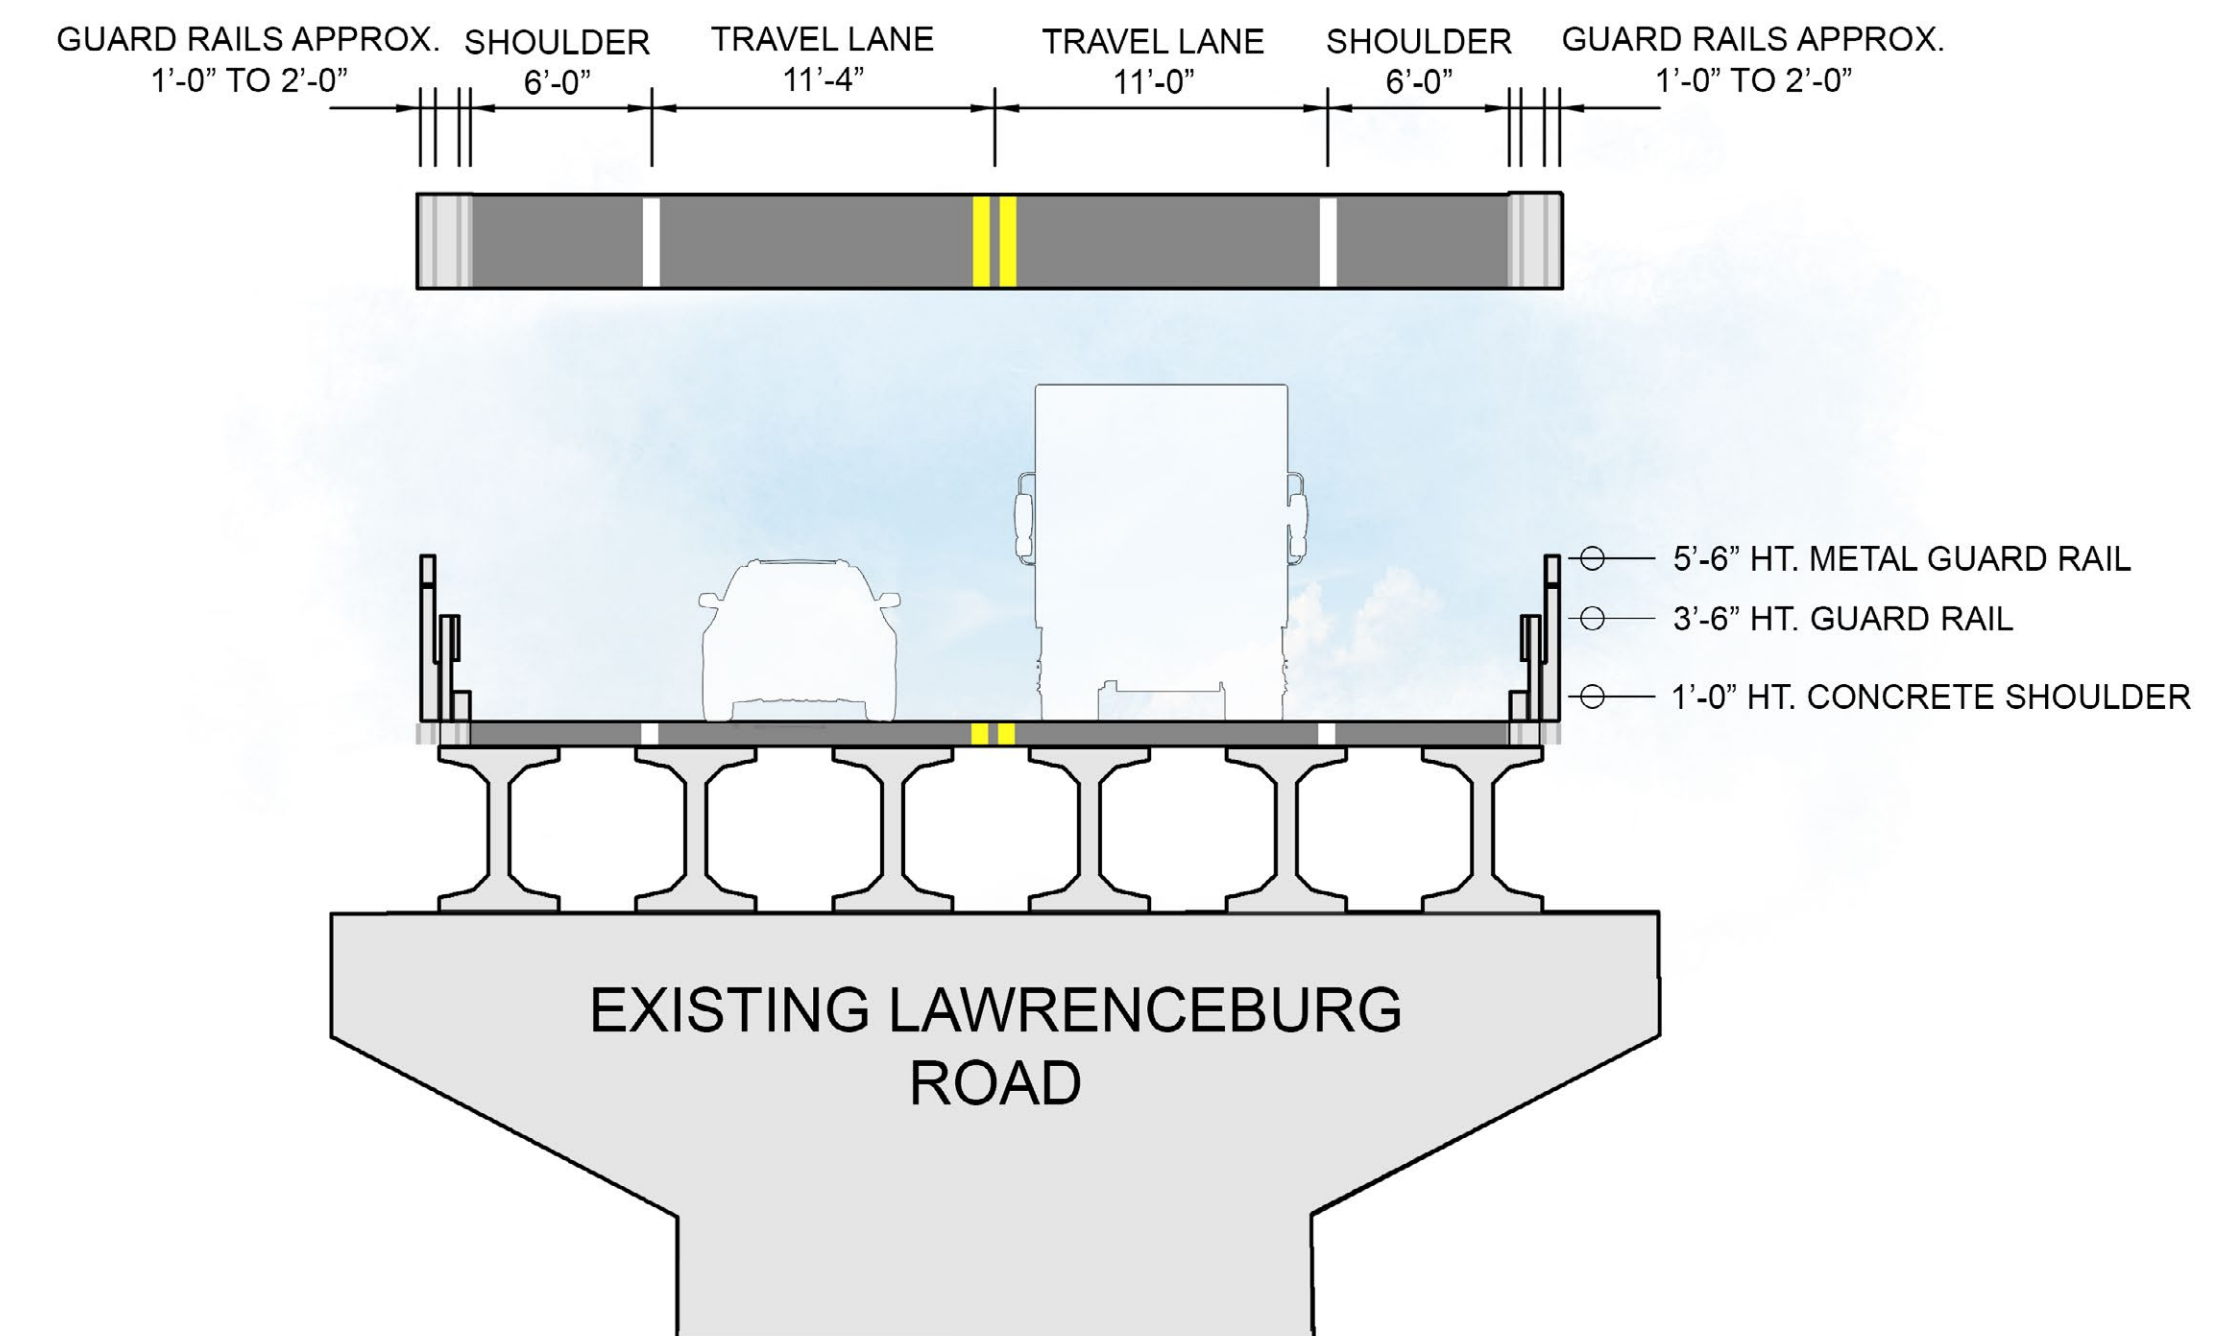 GUARD RAILS APPROX.
1’-0” TO 2’-0”
SHOULDER
6’-0”
TRAVEL LANE
11’-4”
TRAVEL LANE
11’-0”
SHOULDER
6’-0”
GUARD RAILS APPROX.
1’-0” TO 2’-0”
5’-6” HT. METAL GUARD RAIL
3’-6” HT. GUARD RAIL
1’-0” HT. CONCRETE SHOULDER
EXISTING LAWRENCEBURG
ROAD